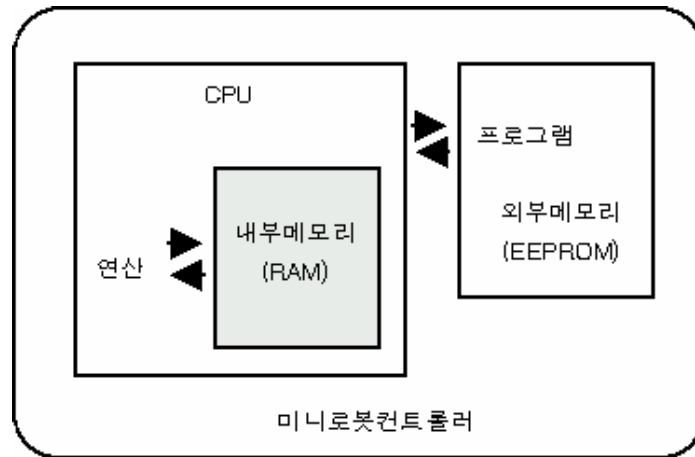 CPU
프로그램
외부메모리
(EEPROM)
내부메모리
(RAM)
연산
미니로봇컨트롤러